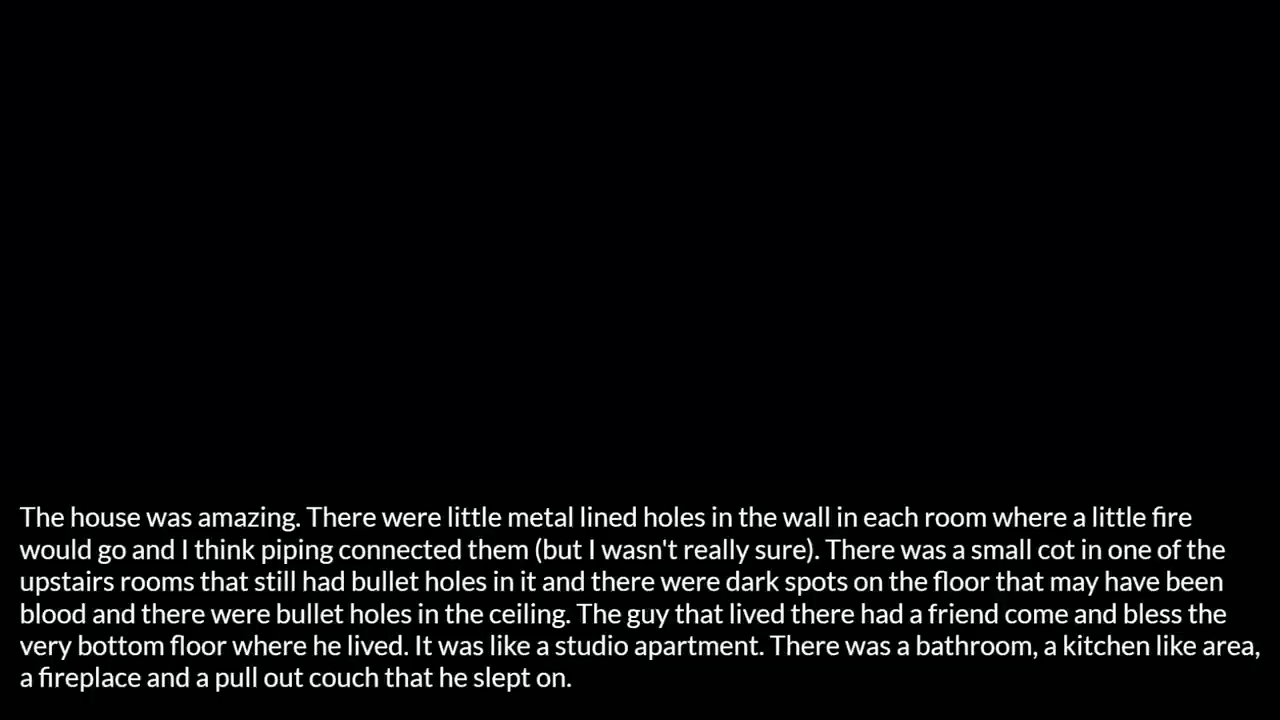 The house was amazing. There were little metal lined holes in the wall in each room where a little fire
would go and I think piping connected them (but I wasn't really sure). There was a small cot in one of the
upstairs rooms that still had bullet holes in it and there were dark spots on the floor that may have been
blood and there were bullet holes in the ceiling. The guy that lived there had a friend come and bless the
very bottom floor where he lived. It was like a studio apartment. There was a bathroom, a kitchen like area,
a fireplace and a pull out couch that he slept on.